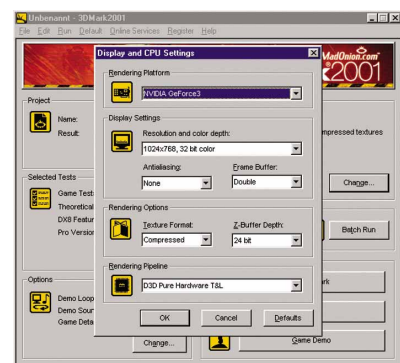 Unbenannt - 3DMark2001
File Edit Run Default Online Services Register Help
MadOnion.com
2001
Display and CPU Settings
Rendering Platform
NVIDIA GeForce3
Display Settings
Resolution and color depth:
1024x768, 32 bit color
Antialiasing: Frame Buffer:
None Double
Rendering Options
Texture Format: Z-Buffer Depth:
Compressed 24 bit
Rendering Pipeline
D3D Pure Hardware T&L
OK Cancel Defaults
Project
Name:
Result:
mpressed textures
Selected Tests
Game Test
Theoretical
DX8 Featur
Pro Version
Change...
Batch Run
Options
Demo Loop
Demo Sour
Game Deta
Change...
rk
Game Demo